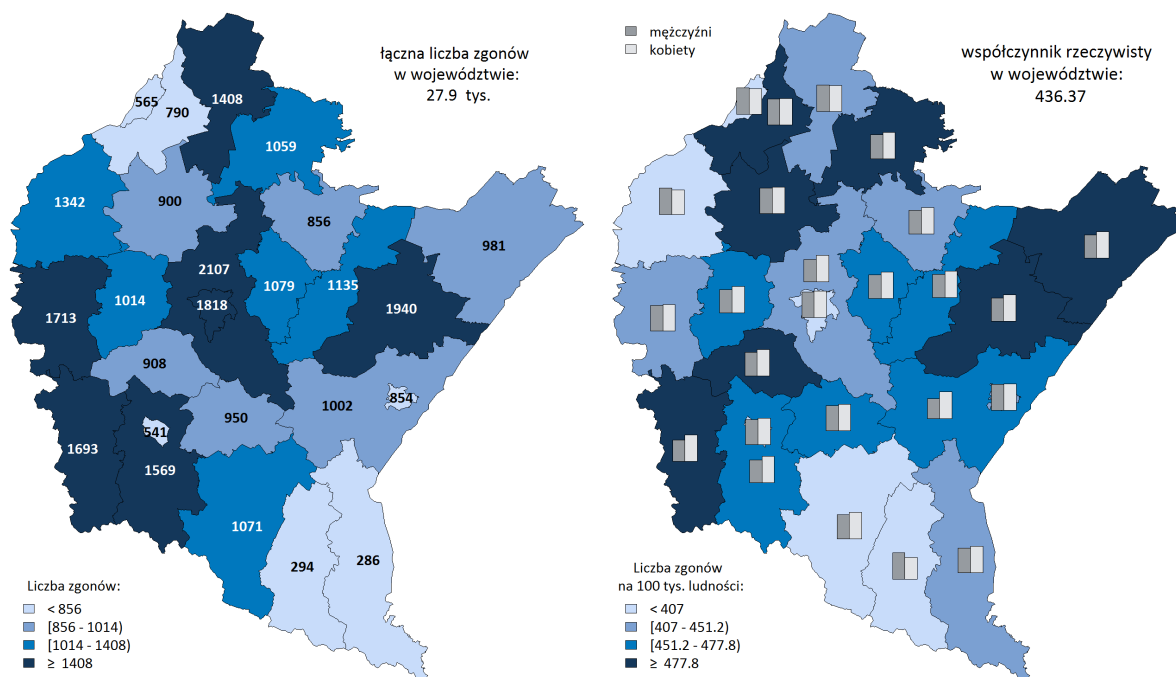 łączna liczba zgonów
w województwie:
27.9 tys.
565
790
1408
1059
1342
900
856
981
2107
1079
1135
1014
1818
1940
1713
908
854
1002
950
541
1693
1569
1071
294
286
Liczba zgonów:
< 856
[856 - 1014)
[1014 - 1408)
≥ 1408
mężczyźni
kobiety
współczynnik rzeczywisty
w województwie:
436.37
Liczba zgonów
na 100 tys. ludności:
< 407
[407 - 451.2)
[451.2 - 477.8)
≥ 477.8